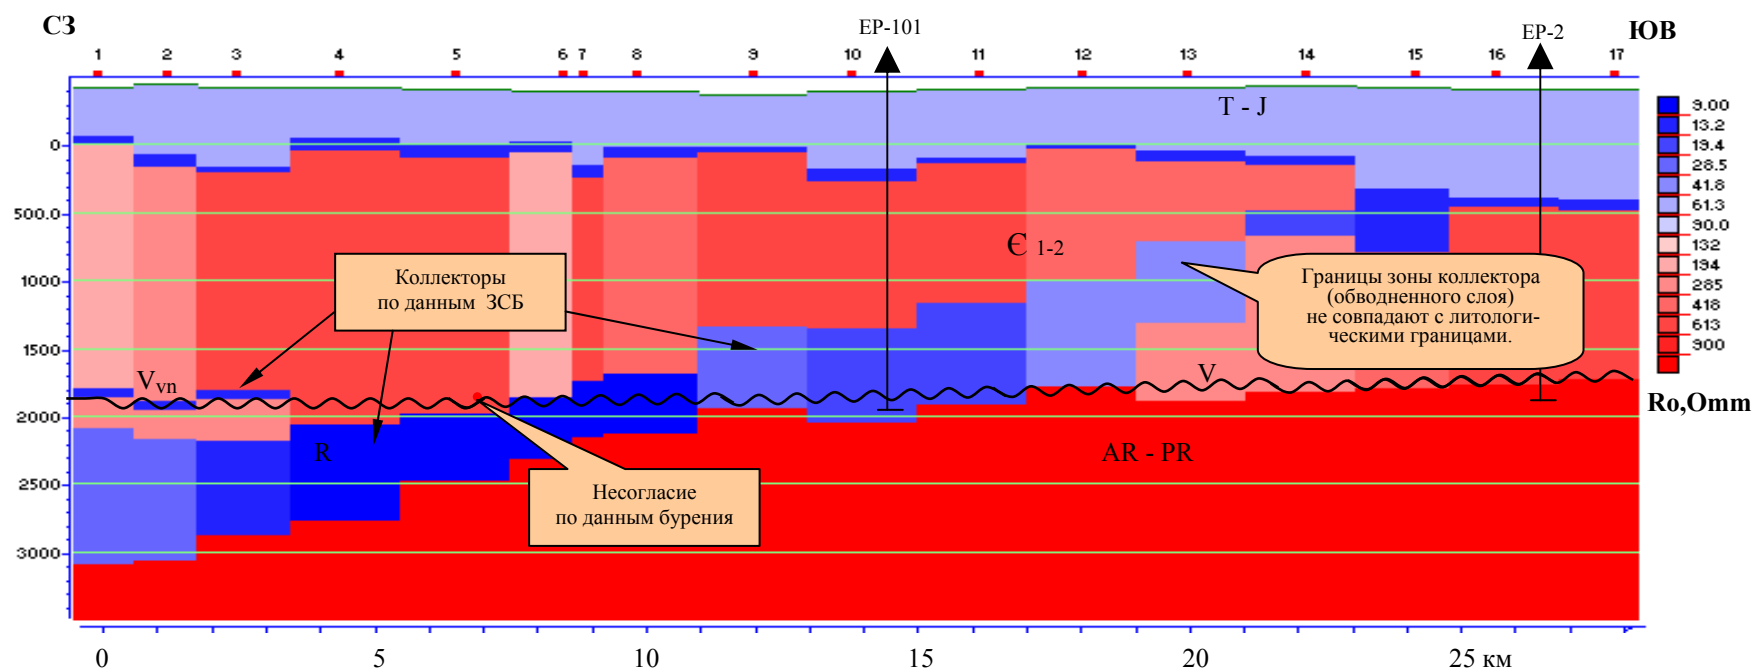 СЗ
ЕР-101
ЕР-2
ЮВ
1 2 3 4 5 6 7 8 9 10 11 12 13 14 15 16 17
T - J
0
500.0
1000
1500
2000
2500
3000
Є 1-2
Коллекторы
по данным ЗСБ
Границы зоны коллектора
(обводненного слоя)
не совпадают с литологи-
ческими границами.
Vvn
V
R
AR - PR
Несогласие
по данным бурения
3.00
13.2
19.4
28.5
41.8
61.3
90.0
132
194
285
418
613
900
Ro,Omm
0 5 10 15 20 25 км